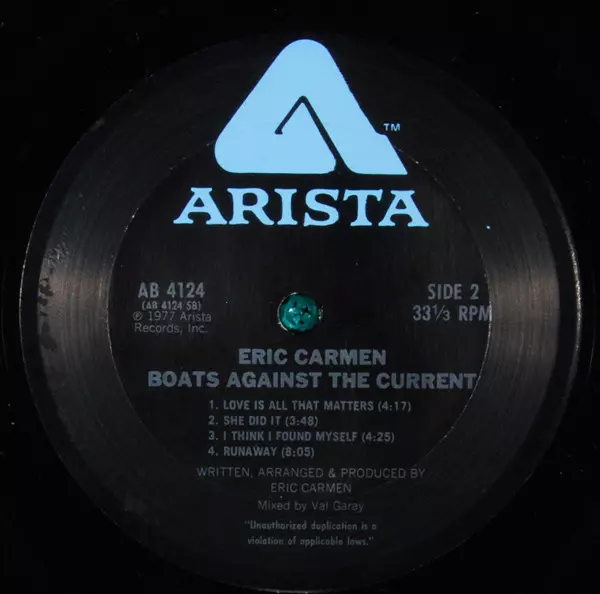 ™
ARISTA
AB 4124
(AB 4124 SB)
℗ 1977 Arista
Records, Inc.
SIDE 2
33⅓ RPM
ERIC CARMEN
BOATS AGAINST THE CURRENT
1. LOVE IS ALL THAT MATTERS (4:17)
2. SHE DID IT (3:48)
3. I THINK I FOUND MYSELF (4:25)
4. RUNAWAY (8:05)
WRITTEN, ARRANGED & PRODUCED BY
ERIC CARMEN
Mixed by Val Garay
"Unauthorized duplication is a
violation of applicable laws."